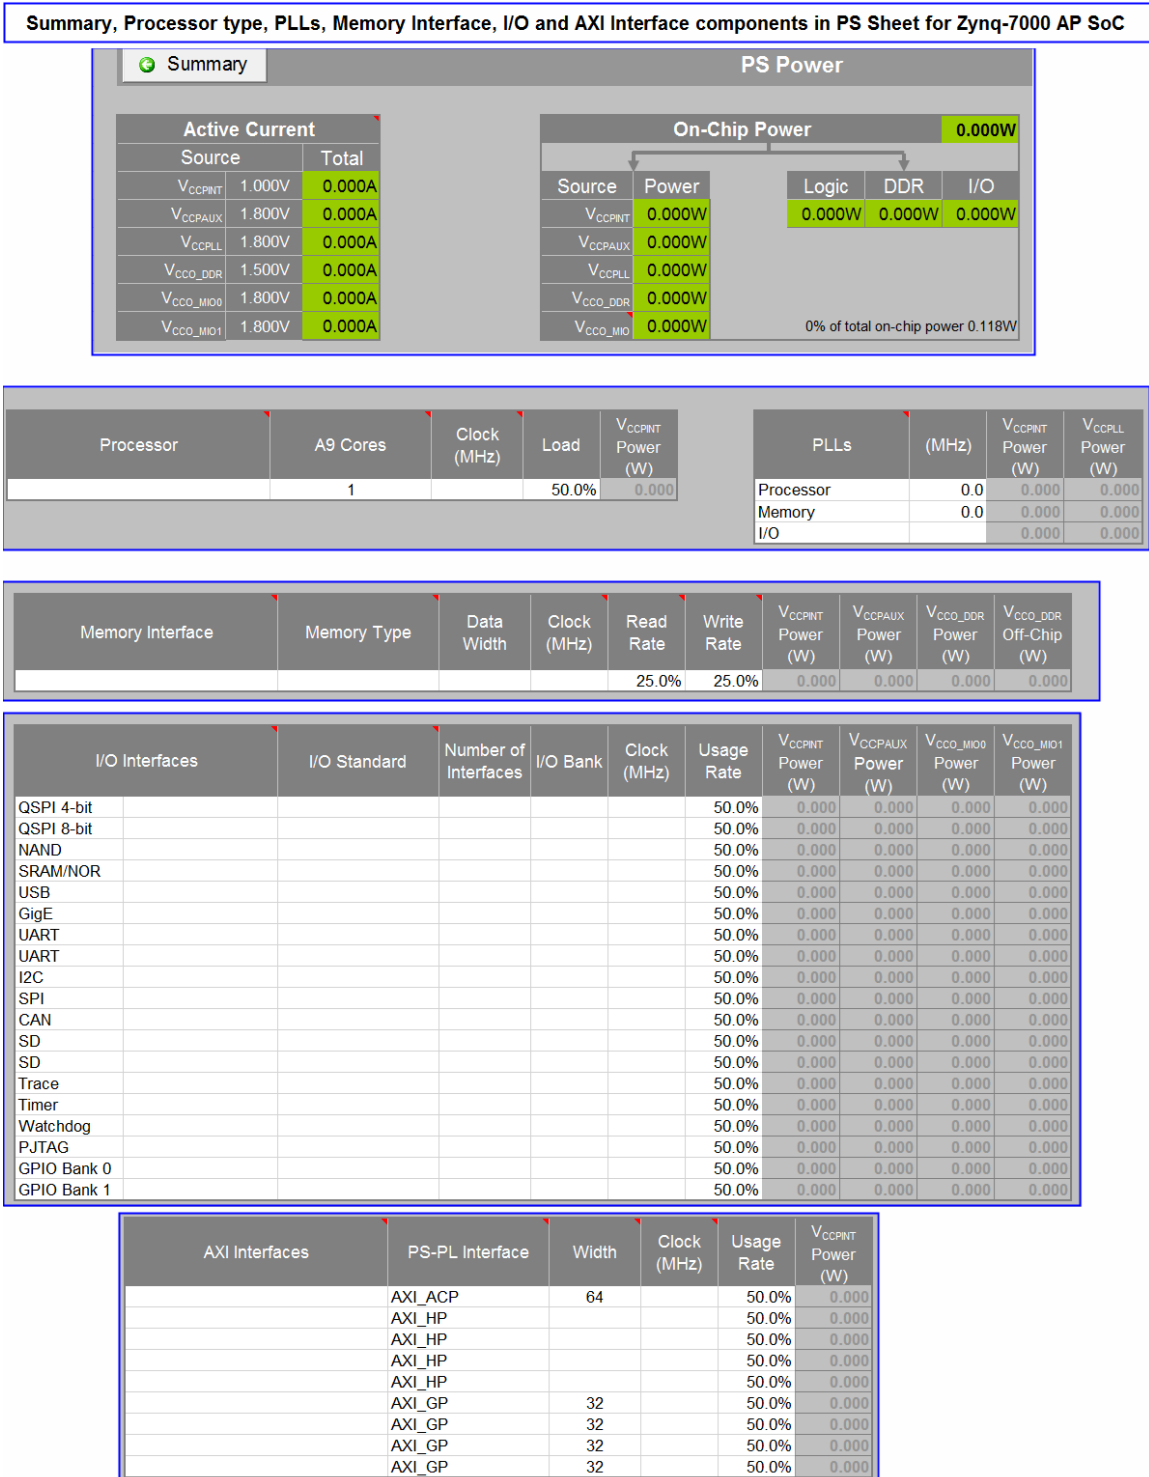 Summary, Processor type, PLLs, Memory Interface, I/O and AXI Interface components in PS Sheet for Zynq-7000 AP SoC
Summary PS Power
Active Current
Source Total
VCCPINT 1.000V 0.000A
VCCPAUX 1.800V 0.000A
VCCPLL 1.800V 0.000A
VCCO_DDR 1.500V 0.000A
VCCO_MIO0 1.800V 0.000A
VCCO_MIO1 1.800V 0.000A
On-Chip Power 0.000W
Source Power
VCCPINT 0.000W
VCCPAUX 0.000W
VCCPLL 0.000W
VCCO_DDR 0.000W
VCCO_MIO 0.000W
Logic DDR I/O
0.000W 0.000W 0.000W
0% of total on-chip power 0.118W
Processor A9 Cores Clock (MHz) Load VCCPINT Power (W)
1 50.0% 0.000
PLLs (MHz) VCCPINT Power (W) VCCPLL Power (W)
Processor 0.0 0.000 0.000
Memory 0.0 0.000 0.000
I/O 0.000 0.000
Memory Interface Memory Type Data Width Clock (MHz) Read Rate Write Rate VCCPINT Power (W) VCCPAUX Power (W) VCCO_DDR Power (W) VCCO_DDR Off-Chip (W)
25.0% 25.0% 0.000 0.000 0.000 0.000
I/O Interfaces I/O Standard Number of Interfaces I/O Bank Clock (MHz) Usage Rate VCCPINT Power (W) VCCPAUX Power (W) VCCO_MIO0 Power (W) VCCO_MIO1 Power (W)
QSPI 4-bit 50.0% 0.000 0.000 0.000 0.000
QSPI 8-bit 50.0% 0.000 0.000 0.000 0.000
NAND 50.0% 0.000 0.000 0.000 0.000
SRAM/NOR 50.0% 0.000 0.000 0.000 0.000
USB 50.0% 0.000 0.000 0.000 0.000
GigE 50.0% 0.000 0.000 0.000 0.000
UART 50.0% 0.000 0.000 0.000 0.000
UART 50.0% 0.000 0.000 0.000 0.000
I2C 50.0% 0.000 0.000 0.000 0.000
SPI 50.0% 0.000 0.000 0.000 0.000
CAN 50.0% 0.000 0.000 0.000 0.000
SD 50.0% 0.000 0.000 0.000 0.000
SD 50.0% 0.000 0.000 0.000 0.000
Trace 50.0% 0.000 0.000 0.000 0.000
Timer 50.0% 0.000 0.000 0.000 0.000
Watchdog 50.0% 0.000 0.000 0.000 0.000
PJTAG 50.0% 0.000 0.000 0.000 0.000
GPIO Bank 0 50.0% 0.000 0.000 0.000 0.000
GPIO Bank 1 50.0% 0.000 0.000 0.000 0.000
AXI Interfaces PS-PL Interface Width Clock (MHz) Usage Rate VCCPINT Power (W)
AXI_ACP 64 50.0% 0.000
AXI_HP 50.0% 0.000
AXI_HP 50.0% 0.000
AXI_HP 50.0% 0.000
AXI_HP 50.0% 0.000
AXI_GP 32 50.0% 0.000
AXI_GP 32 50.0% 0.000
AXI_GP 32 50.0% 0.000
AXI_GP 32 50.0% 0.000